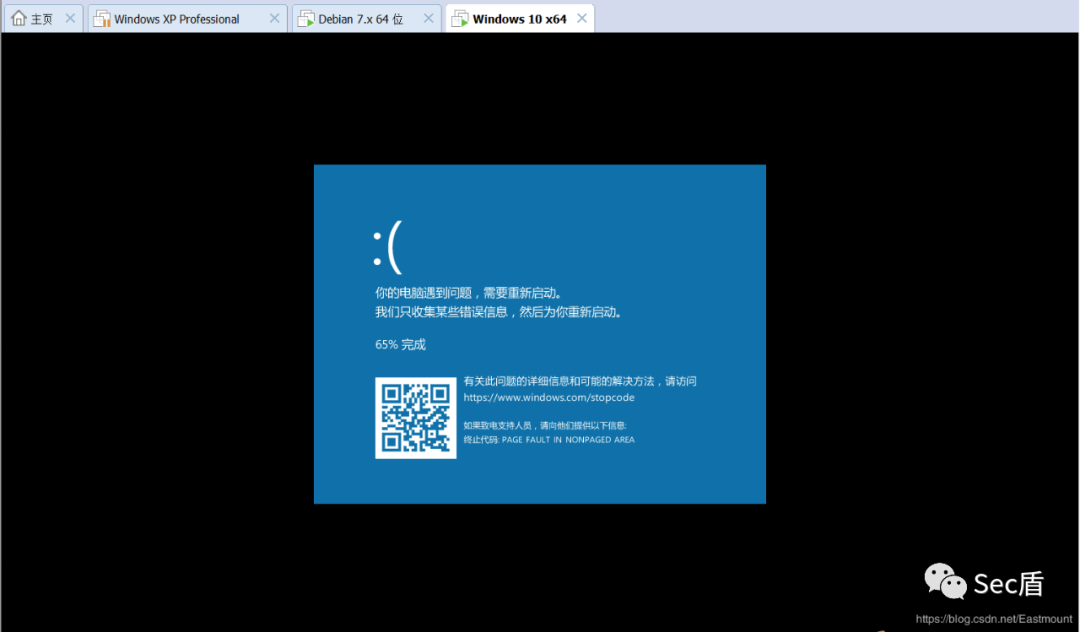 主页
Windows XP Professional
Debian 7.x 64 位
Windows 10 x64
:(
你的电脑遇到问题，需要重新启动。
我们只收集某些错误信息，然后为你重新启动。
65% 完成
有关此问题的详细信息和可能的解决方法，请访问
https://www.windows.com/stopcode
如果致电支持人员，请向他们提供以下信息:
终止代码: PAGE FAULT IN NONPAGED AREA
Sec盾
https://blog.csdn.net/Eastmount